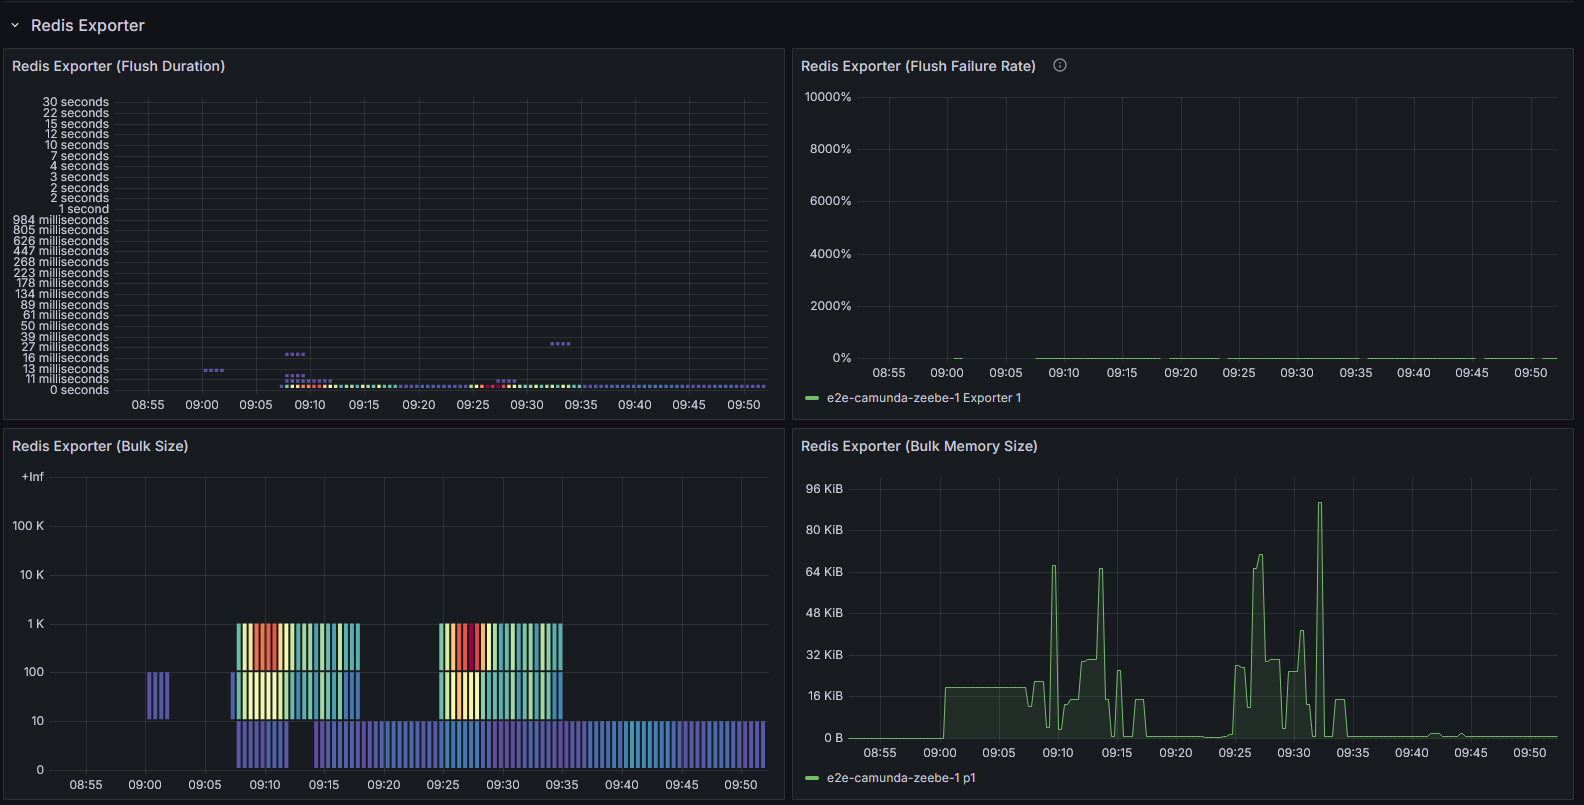 Redis Exporter
Redis Exporter (Flush Duration)
30 seconds
22 seconds
15 seconds
12 seconds
10 seconds
7 seconds
4 seconds
3 seconds
2 seconds
2 seconds
1 second
984 milliseconds
805 milliseconds
626 milliseconds
447 milliseconds
268 milliseconds
223 milliseconds
178 milliseconds
134 milliseconds
89 milliseconds
61 milliseconds
50 milliseconds
39 milliseconds
27 milliseconds
16 milliseconds
13 milliseconds
11 milliseconds
0 seconds
08:55 09:00 09:05 09:10 09:15 09:20 09:25 09:30 09:35 09:40 09:45 09:50
Redis Exporter (Flush Failure Rate)
10000%
8000%
6000%
4000%
2000%
0%
08:55 09:00 09:05 09:10 09:15 09:20 09:25 09:30 09:35 09:40 09:45 09:50
e2e-camunda-zeebe-1 Exporter 1
Redis Exporter (Bulk Size)
+Inf
100 K
10 K
1 K
100
10
0
08:55 09:00 09:05 09:10 09:15 09:20 09:25 09:30 09:35 09:40 09:45 09:50
Redis Exporter (Bulk Memory Size)
96 KiB
80 KiB
64 KiB
48 KiB
32 KiB
16 KiB
0 B
08:55 09:00 09:05 09:10 09:15 09:20 09:25 09:30 09:35 09:40 09:45 09:50
e2e-camunda-zeebe-1 p1